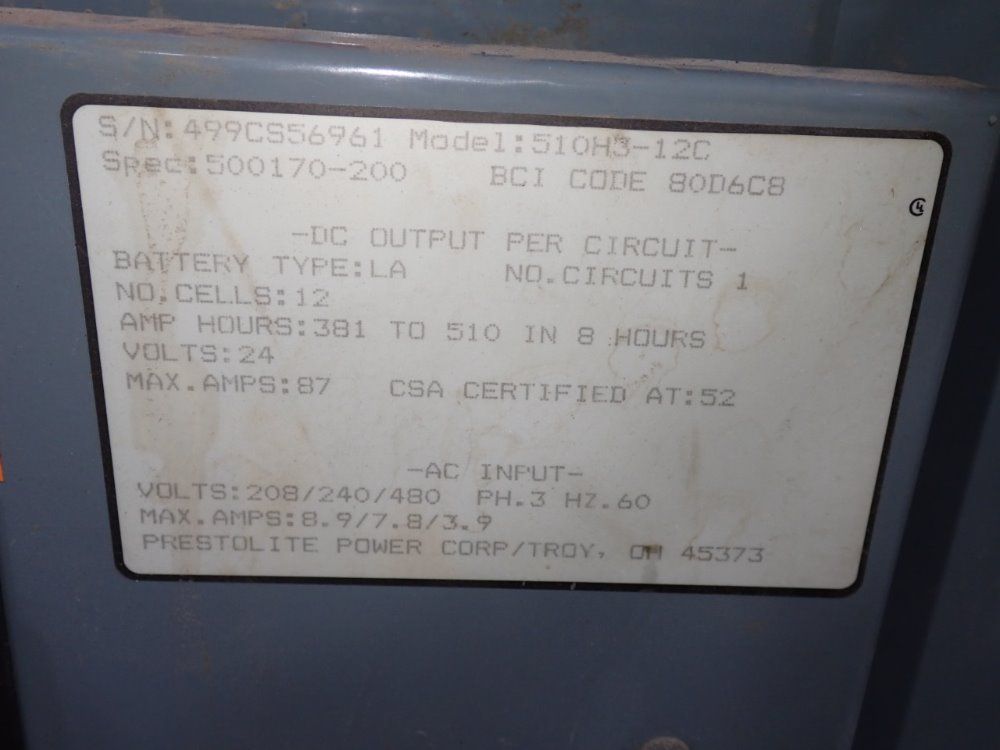 S/N:499CS56961 Model:510H3-12C
Spec:500170-200 BCI CODE 80D6C8
-DC OUTPUT PER CIRCUIT-
BATTERY TYPE:LA NO.CIRCUITS 1
NO.CELLS:12
AMP HOURS:381 TO 510 IN 8 HOURS
VOLTS:24
MAX.AMPS:87 CSA CERTIFIED AT:52
-AC INPUT-
VOLTS:208/240/480 PH.3 HZ.60
MAX.AMPS:8.9/7.8/3.9
PRESTOLITE POWER CORP/TROY, OH 45373